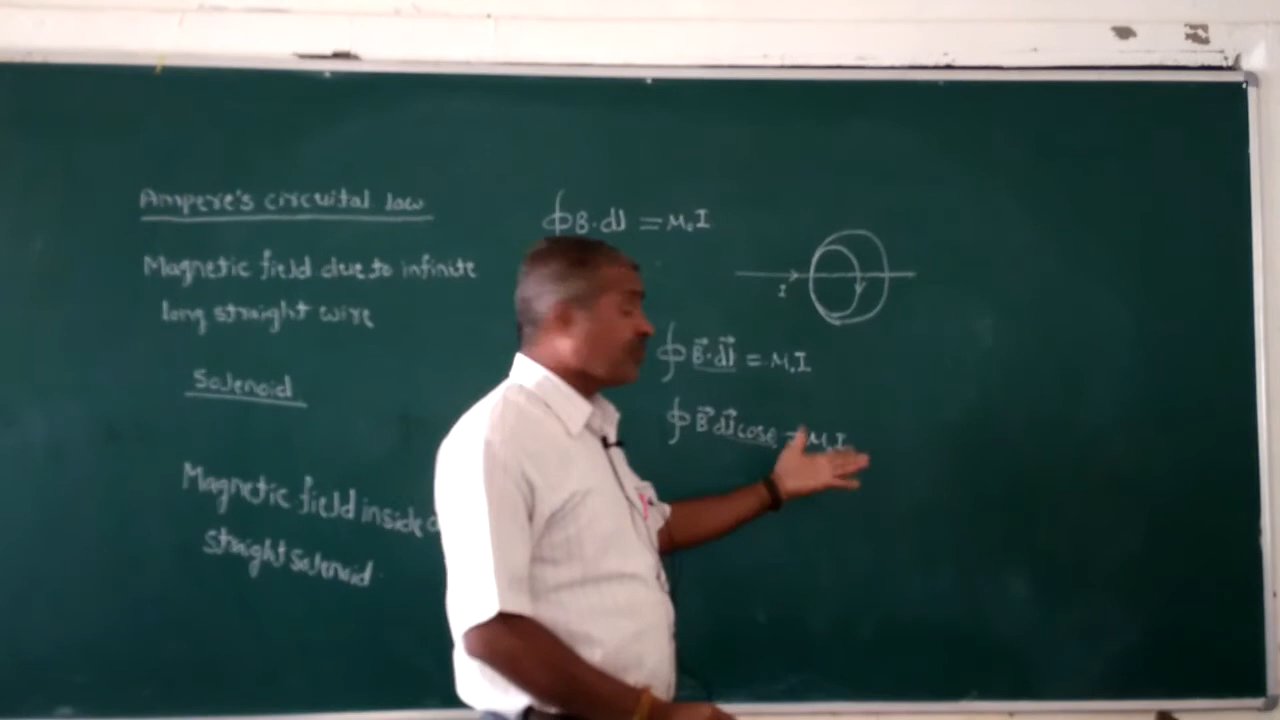 Ampere's circuital law
Magnetic field due to infinite
long straight wire
Solenoid
Magnetic field inside
straight solenoid.
∮B·dl = μ₀I
I
∮B⃗·dl⃗ = μ₀I
∮B⃗ dl⃗ cosθ = μ₀I